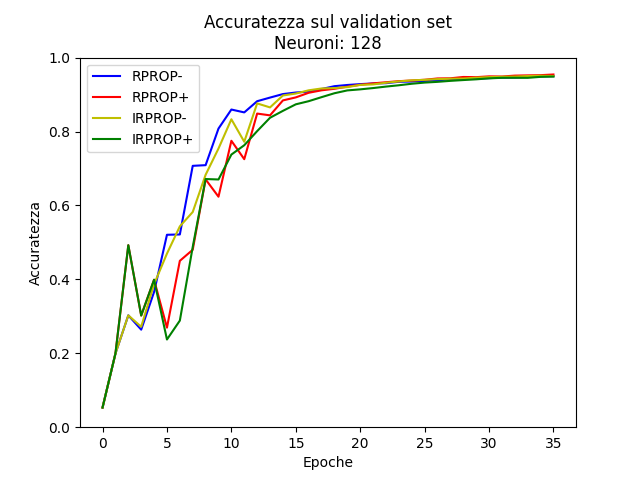 Accuratezza sul validation set
Neuroni: 128
RPROP-
RPROP+
IRPROP-
IRPROP+
Accuratezza
1.0
0.8
0.6
0.4
0.2
0.0
0 5 10 15 20 25 30 35
Epoche